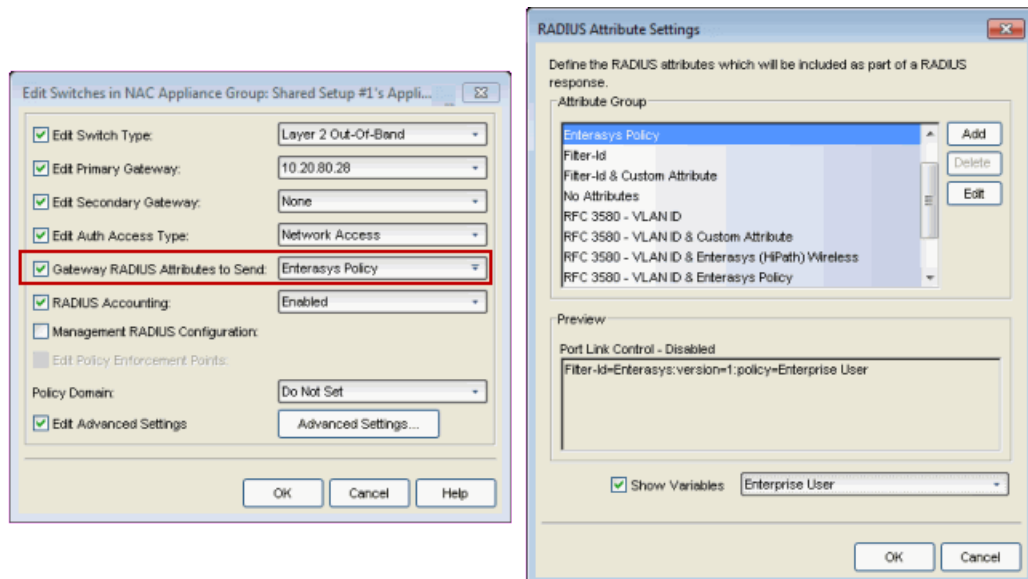 Edit Switches in NAC Appliance Group: Shared Setup #1's Appli...
Edit Switch Type: Layer 2 Out-Of-Band
Edit Primary Gateway: 10.20.80.28
Edit Secondary Gateway: None
Edit Auth Access Type: Network Access
Gateway RADIUS Attributes to Send: Enterasys Policy
RADIUS Accounting: Enabled
Management RADIUS Configuration:
Edit Policy Enforcement Points:
Policy Domain: Do Not Set
Edit Advanced Settings Advanced Settings...
OK Cancel Help
RADIUS Attribute Settings
Define the RADIUS attributes which will be included as part of a RADIUS
response.
Attribute Group
Enterasys Policy
Filter-Id
Filter-Id & Custom Attribute
No Attributes
RFC 3580 - VLAN ID
RFC 3580 - VLAN ID & Custom Attribute
RFC 3580 - VLAN ID & Enterasys (HiPath) Wireless
RFC 3580 - VLAN ID & Enterasys Policy
Add
Delete
Edit
Preview
Port Link Control - Disabled
Filter-Id=Enterasys:version=1:policy=Enterprise User
Show Variables Enterprise User
OK Cancel